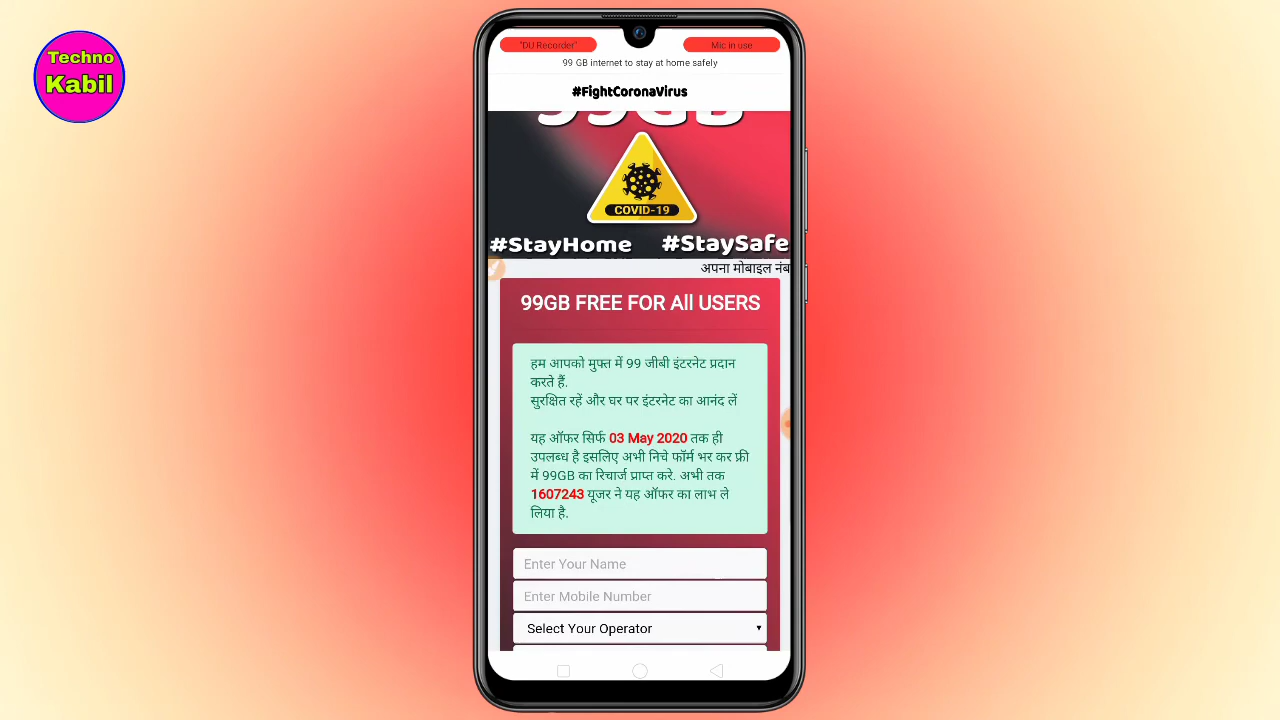 Techno
Kabil
"DU Recorder"
Mic in use
99 GB internet to stay at home safely
#FightCoronaVirus
99GB
COVID-19
#StayHome #StaySafe
अपना मोबाइल नंब
99GB FREE FOR All USERS
हम आपको मुफ्त में 99 जीबी इंटरनेट प्रदान
करते हैं.
सुरक्षित रहें और घर पर इंटरनेट का आनंद लें
यह ऑफर सिर्फ 03 May 2020 तक ही
उपलब्ध है इसलिए अभी निचे फॉर्म भर कर फ्री
में 99GB का रिचार्ज प्राप्त करे. अभी तक
1607243 यूजर ने यह ऑफर का लाभ ले
लिया है.
Enter Your Name
Enter Mobile Number
Select Your Operator